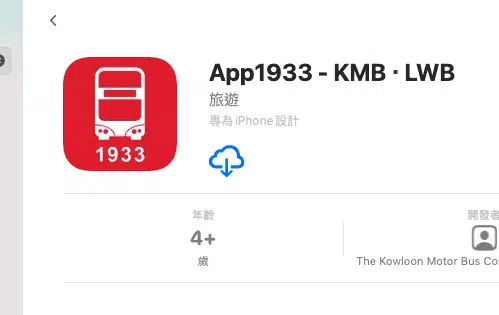 App1933 - KMB · LWB
旅遊
專為 iPhone 設計
1933
年齡
4+
歲
開發者
The Kowloon Motor Bus Co